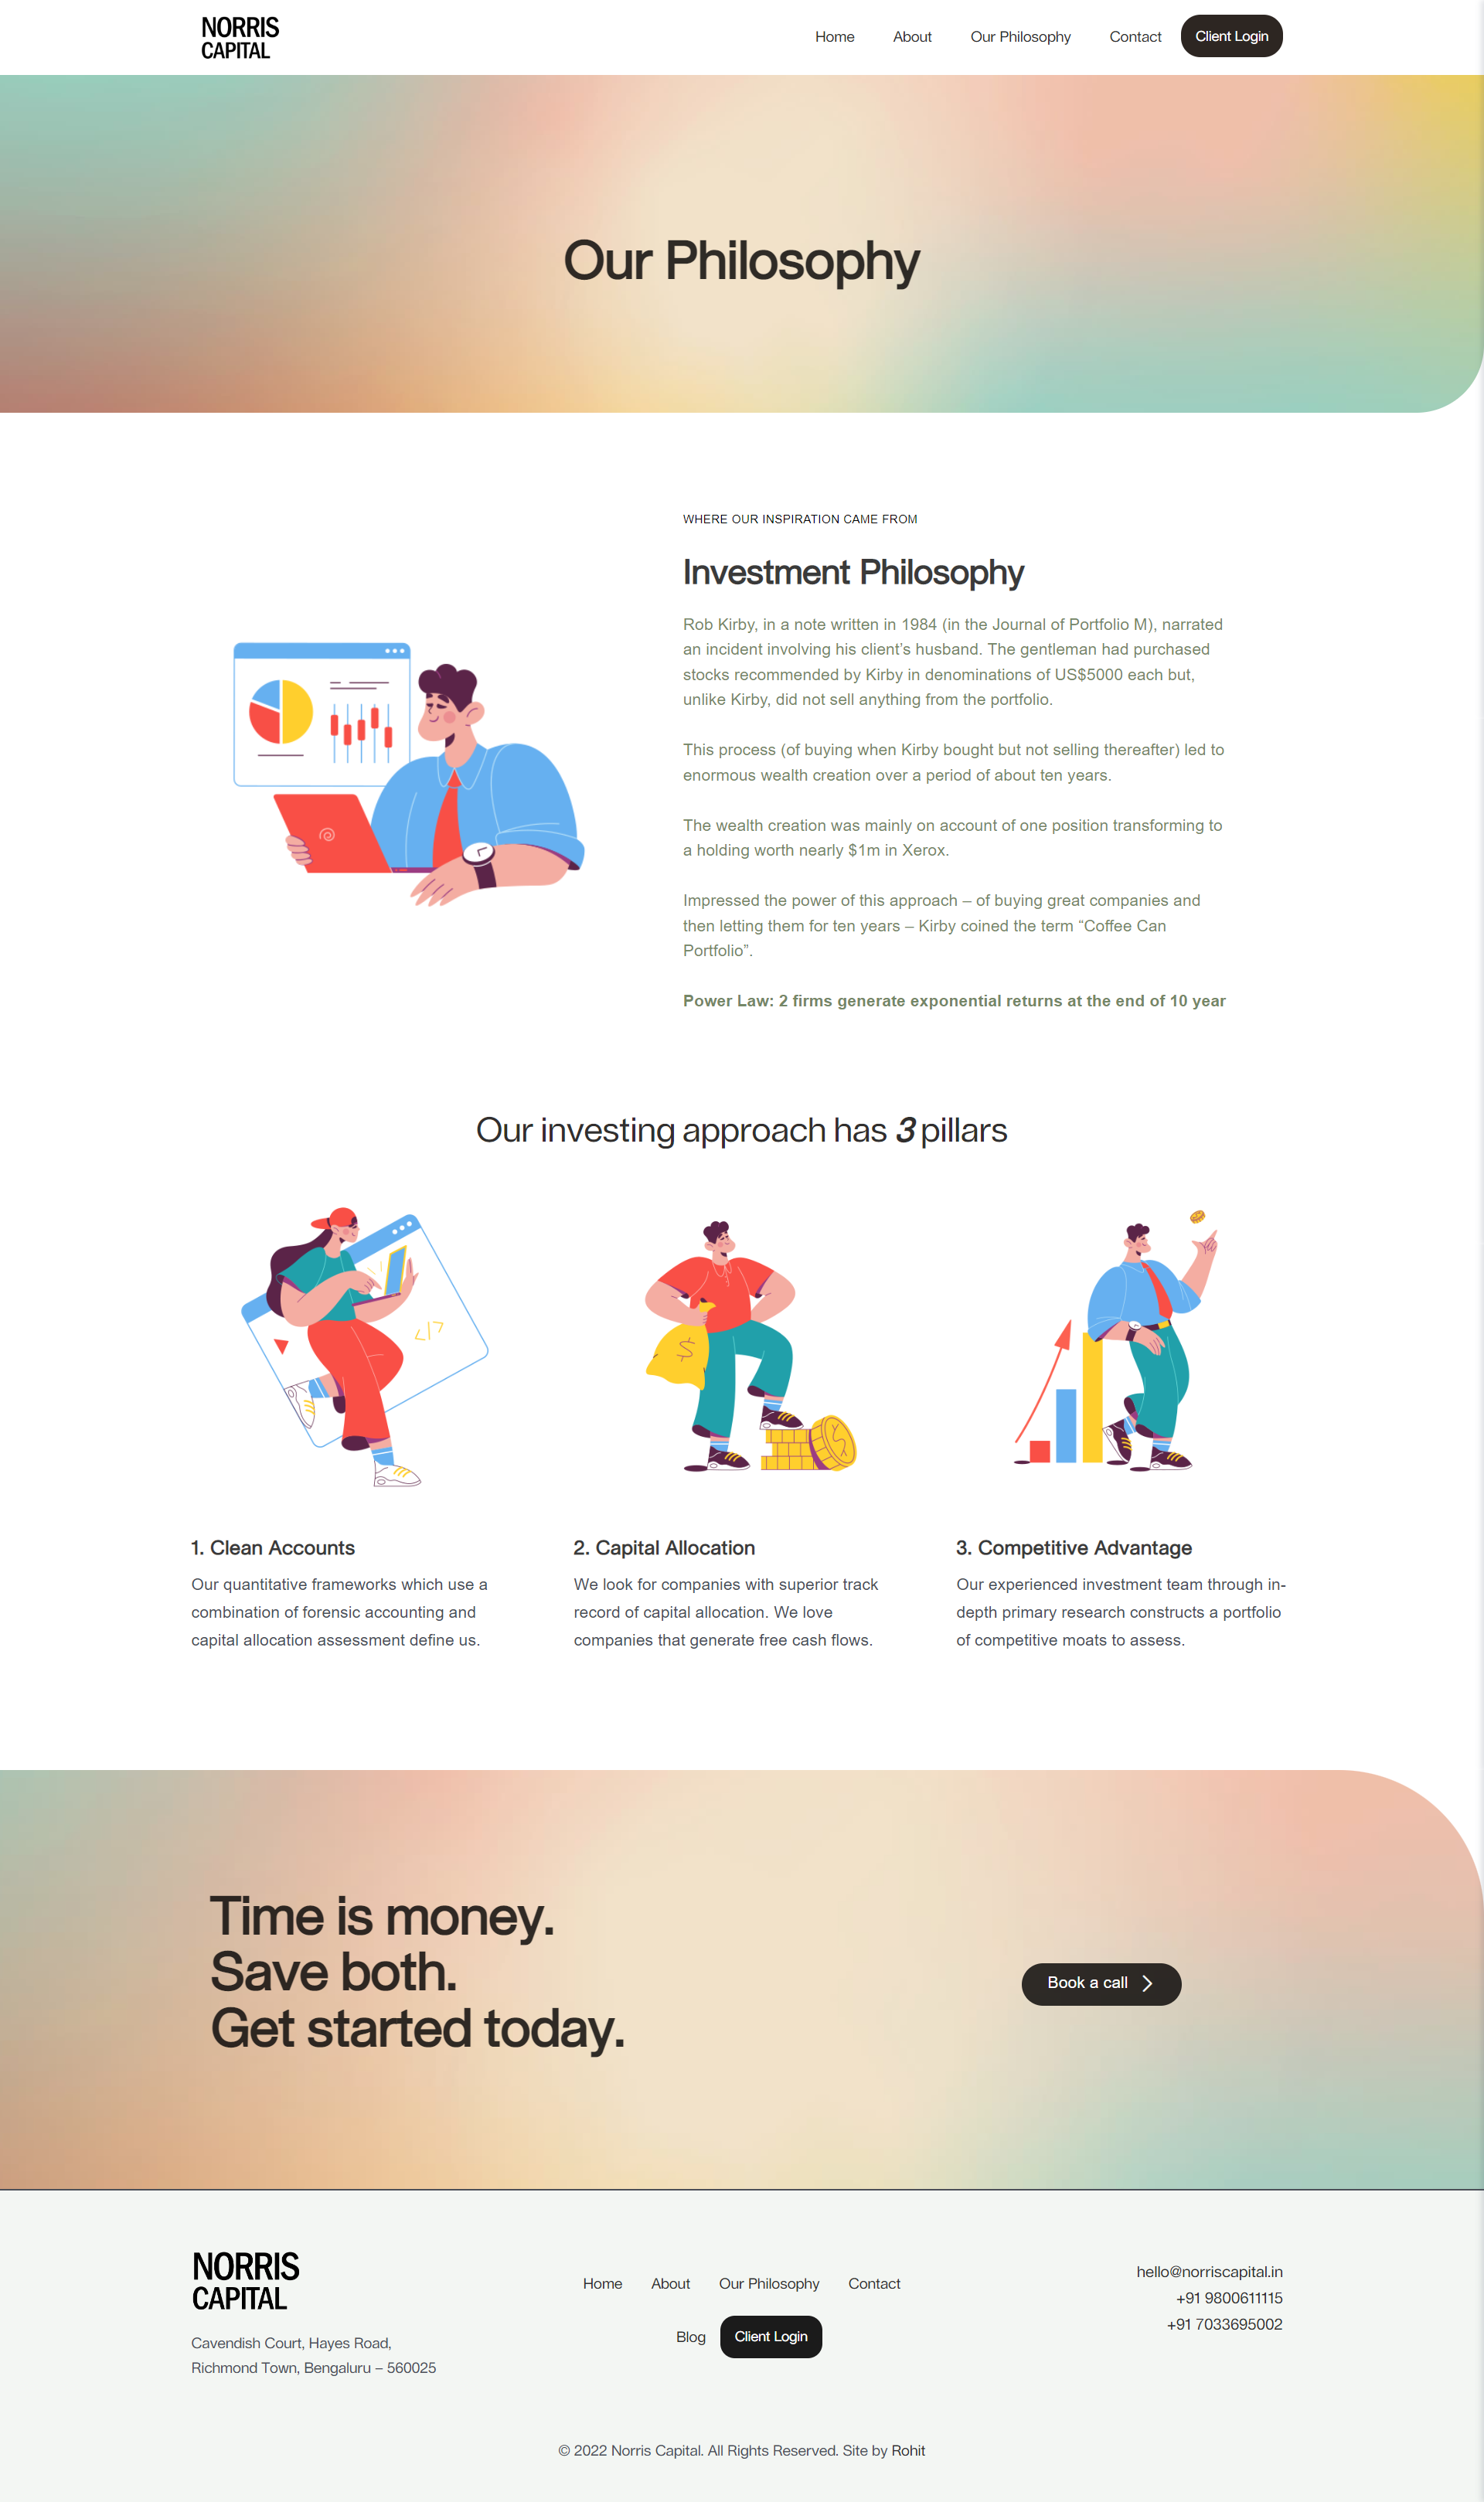 NORRIS
CAPITAL
Home
About
Our Philosophy
Contact
Client Login
Our Philosophy
WHERE OUR INSPIRATION CAME FROM
Investment Philosophy
Rob Kirby, in a note written in 1984 (in the Journal of Portfolio M), narrated
an incident involving his client’s husband. The gentleman had purchased
stocks recommended by Kirby in denominations of US$5000 each but,
unlike Kirby, did not sell anything from the portfolio.
This process (of buying when Kirby bought but not selling thereafter) led to
enormous wealth creation over a period of about ten years.
The wealth creation was mainly on account of one position transforming to
a holding worth nearly $1m in Xerox.
Impressed the power of this approach – of buying great companies and
then letting them for ten years – Kirby coined the term “Coffee Can
Portfolio”.
Power Law: 2 firms generate exponential returns at the end of 10 year
Our investing approach has 3 pillars
</>
$
$
1. Clean Accounts
Our quantitative frameworks which use a
combination of forensic accounting and
capital allocation assessment define us.
2. Capital Allocation
We look for companies with superior track
record of capital allocation. We love
companies that generate free cash flows.
3. Competitive Advantage
Our experienced investment team through in-
depth primary research constructs a portfolio
of competitive moats to assess.
Time is money.
Save both.
Get started today.
Book a call
NORRIS
CAPITAL
Cavendish Court, Hayes Road,
Richmond Town, Bengaluru – 560025
Home
About
Our Philosophy
Contact
Blog
Client Login
hello@norriscapital.in
+91 9800611115
+91 7033695002
© 2022 Norris Capital. All Rights Reserved. Site by Rohit